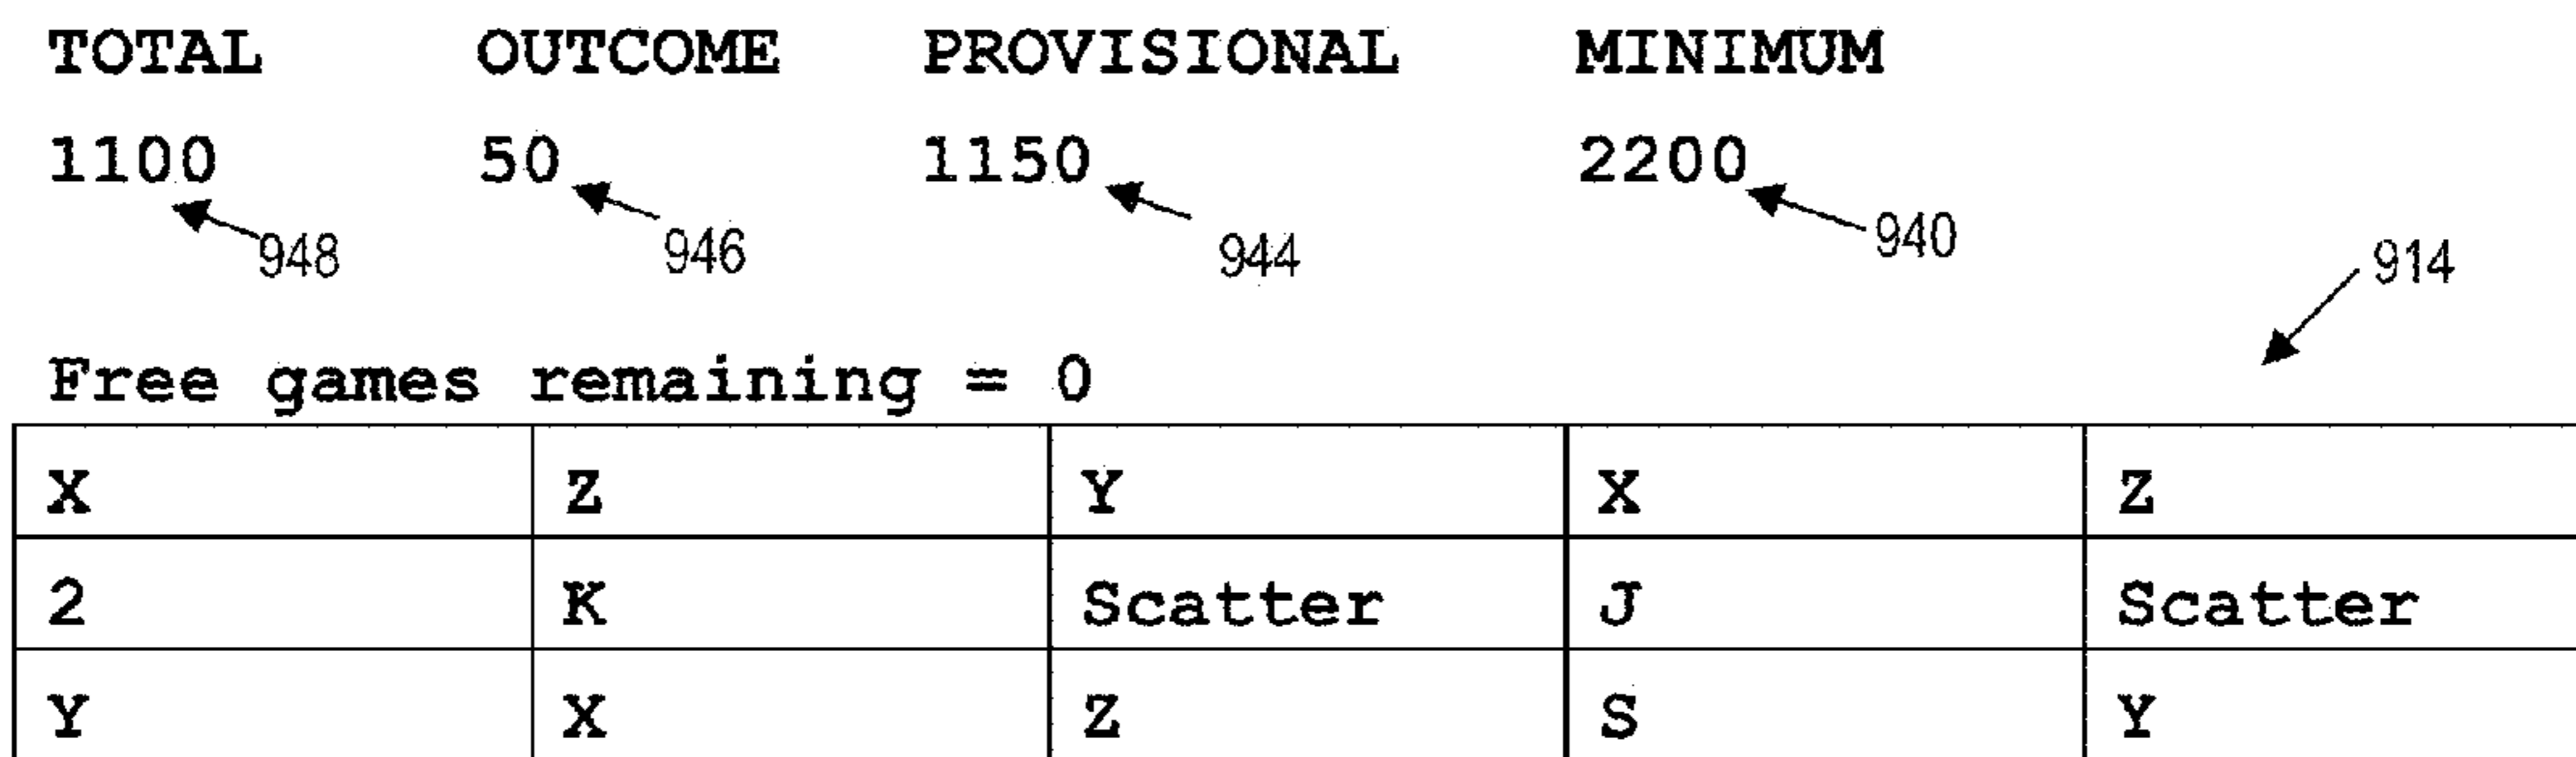 TOTAL OUTCOME PROVISIONAL MINIMUM
1100 50 1150 2200
948 946 944 940 914
Free games remaining = 0
X Z Y X Z
2 K Scatter J Scatter
Y X Z S Y